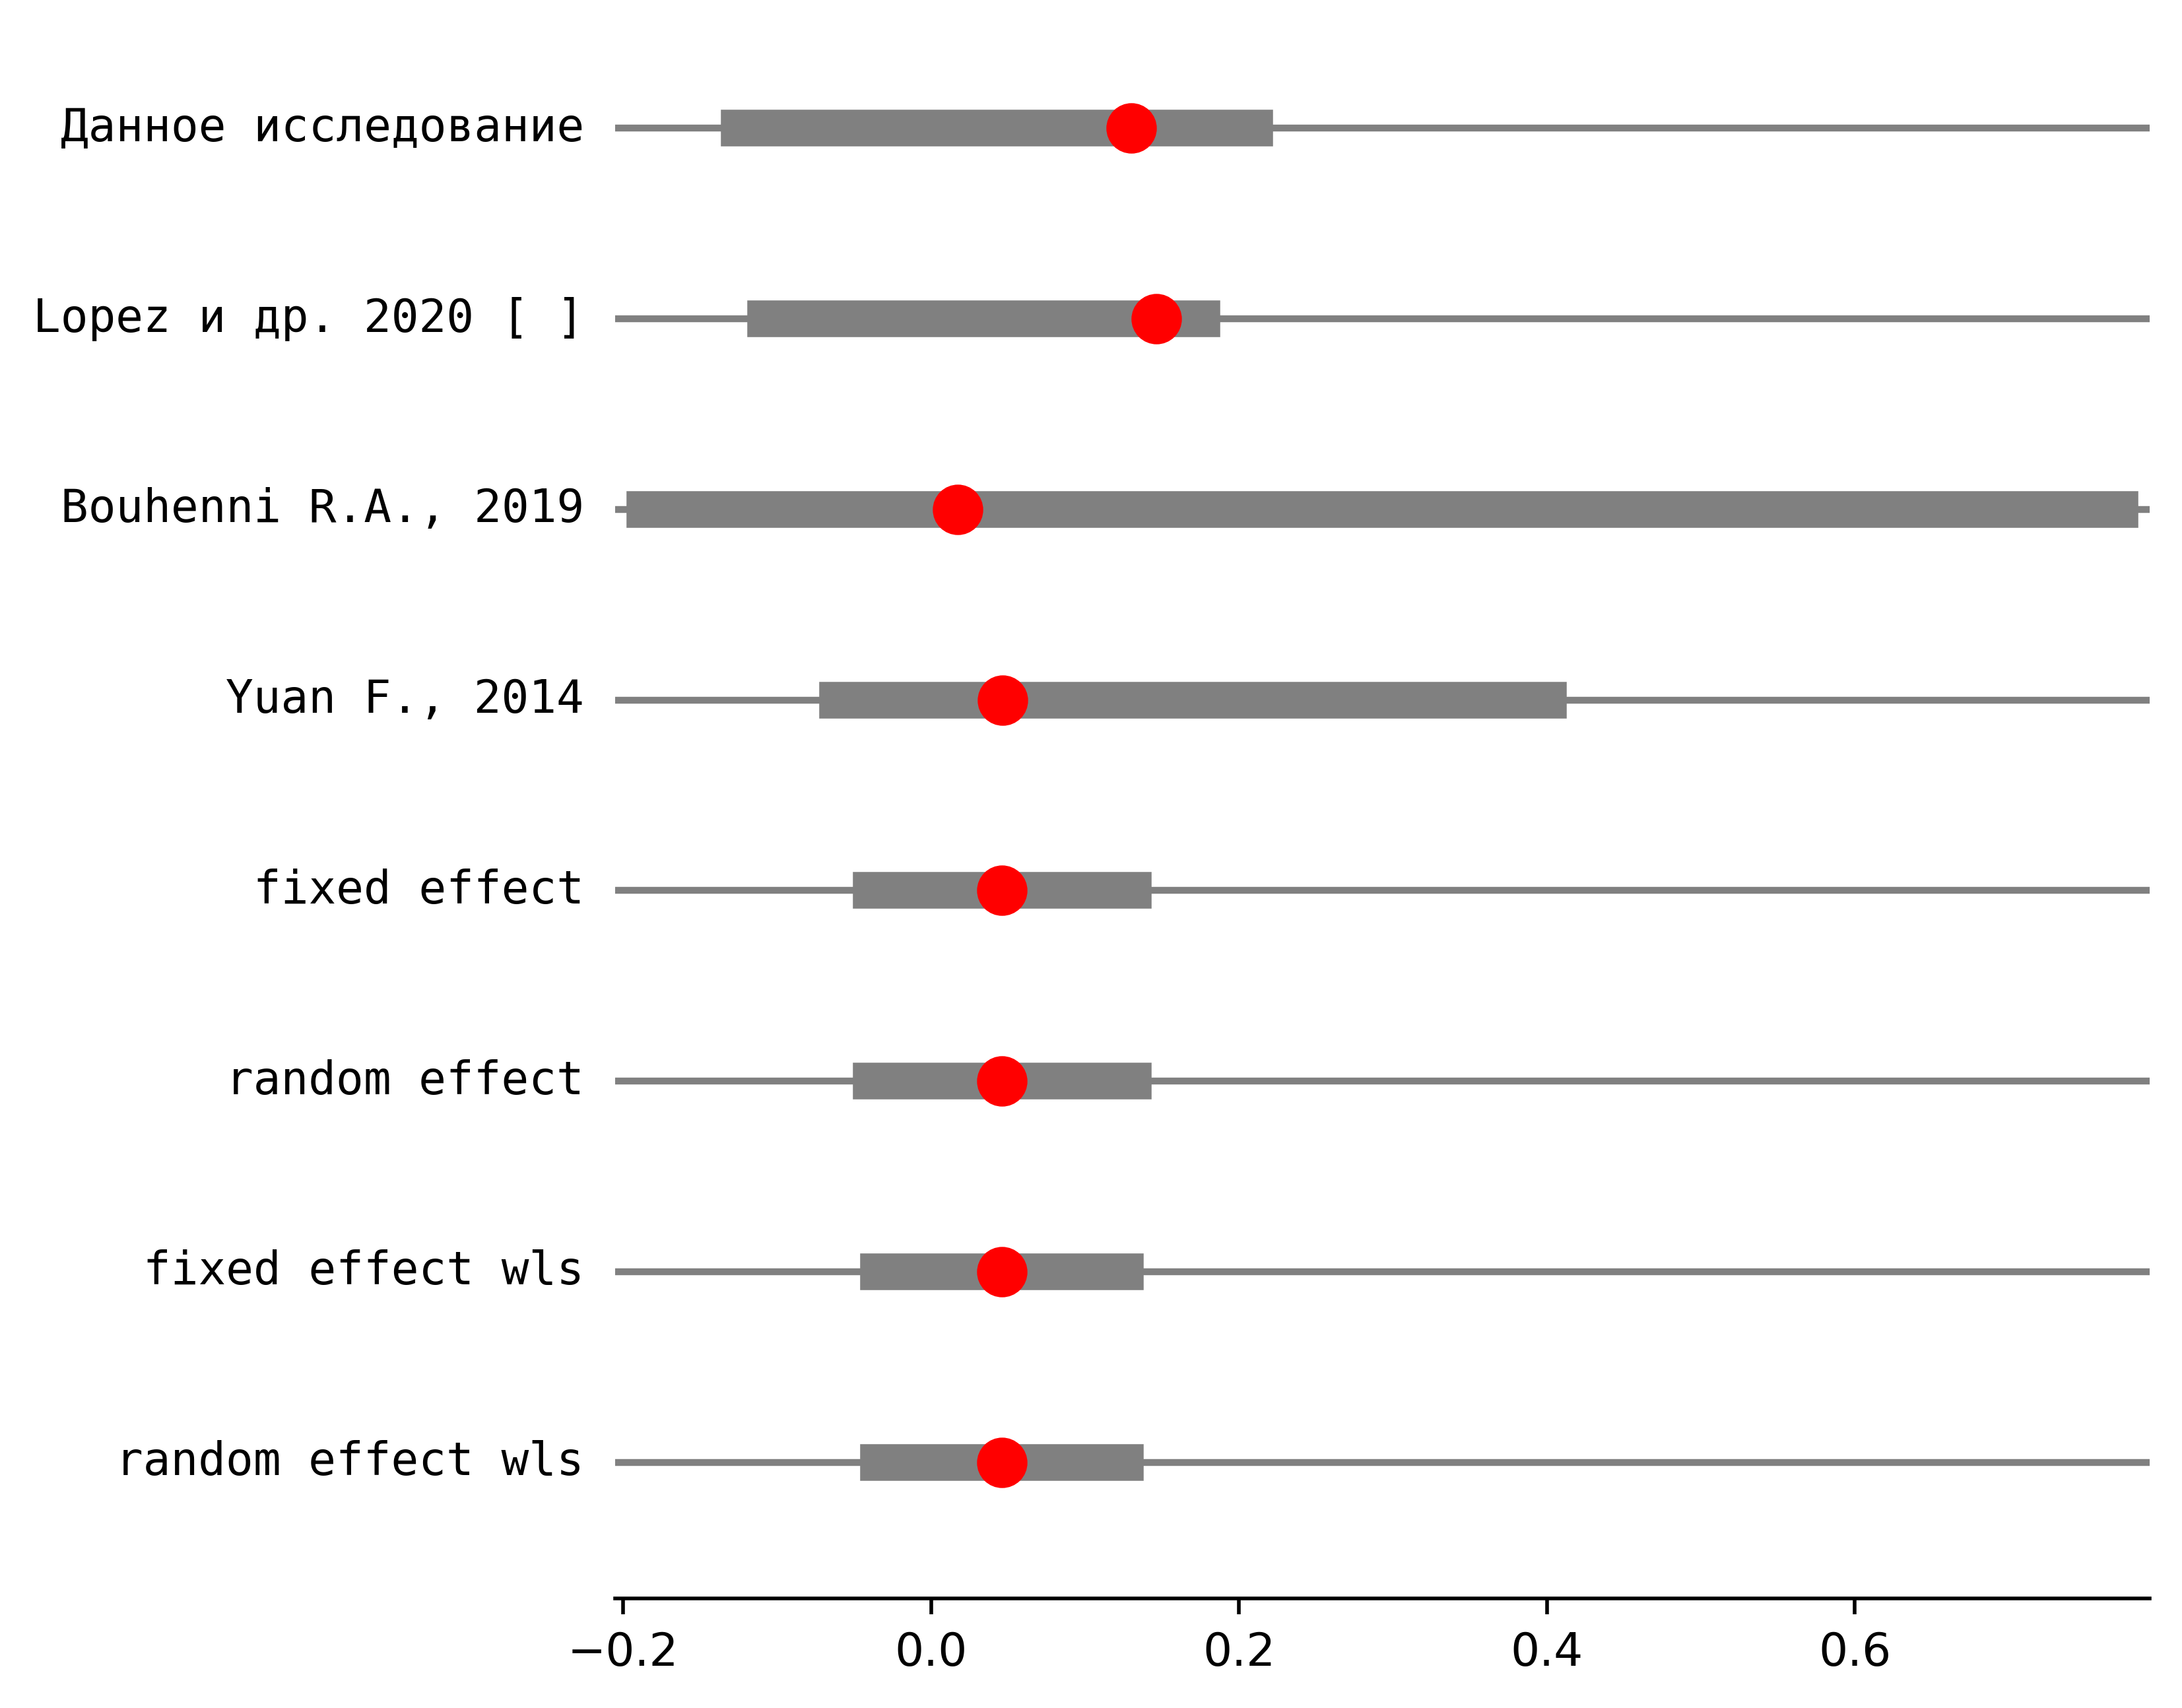 Данное исследование
Lopez и др. 2020 [ ]
Bouhenni R.A., 2019
Yuan F., 2014
fixed effect
random effect
fixed effect wls
random effect wls
−0.2 0.0 0.2 0.4 0.6